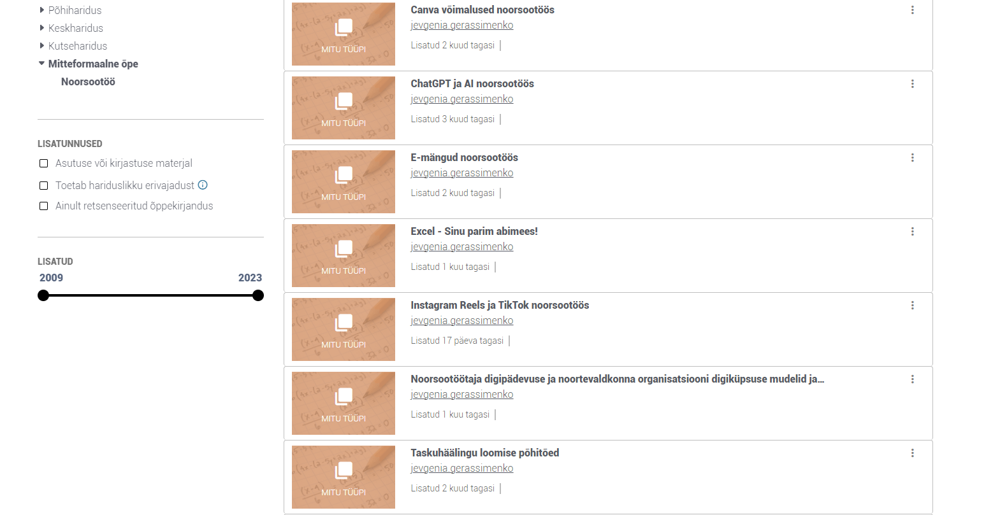 Põhiharidus
Keskharidus
Kutseharidus
Mitteformaalne õpe
Noorsootöö
LISATUNNUSED
Asutuse või kirjastuse materjal
Toetab hariduslikku erivajadust
Ainult retsenseeritud õppekirjandus
LISATUD
2009 2023
MITU TÜÜPI
Canva võimalused noorsootöös
jevgenia.gerassimenko
Lisatud 2 kuud tagasi
MITU TÜÜPI
ChatGPT ja AI noorsootöös
jevgenia.gerassimenko
Lisatud 3 kuud tagasi
MITU TÜÜPI
E-mängud noorsootöös
jevgenia.gerassimenko
Lisatud 2 kuud tagasi
MITU TÜÜPI
Excel - Sinu parim abimees!
jevgenia.gerassimenko
Lisatud 1 kuu tagasi
MITU TÜÜPI
Instagram Reels ja TikTok noorsootöös
jevgenia.gerassimenko
Lisatud 17 päeva tagasi
MITU TÜÜPI
Noorsootöötaja digipädevuse ja noortevaldkonna organisatsiooni digiküpsuse mudelid ja...
jevgenia.gerassimenko
Lisatud 1 kuu tagasi
MITU TÜÜPI
Taskuhäälingu loomise põhitõed
jevgenia.gerassimenko
Lisatud 2 kuud tagasi